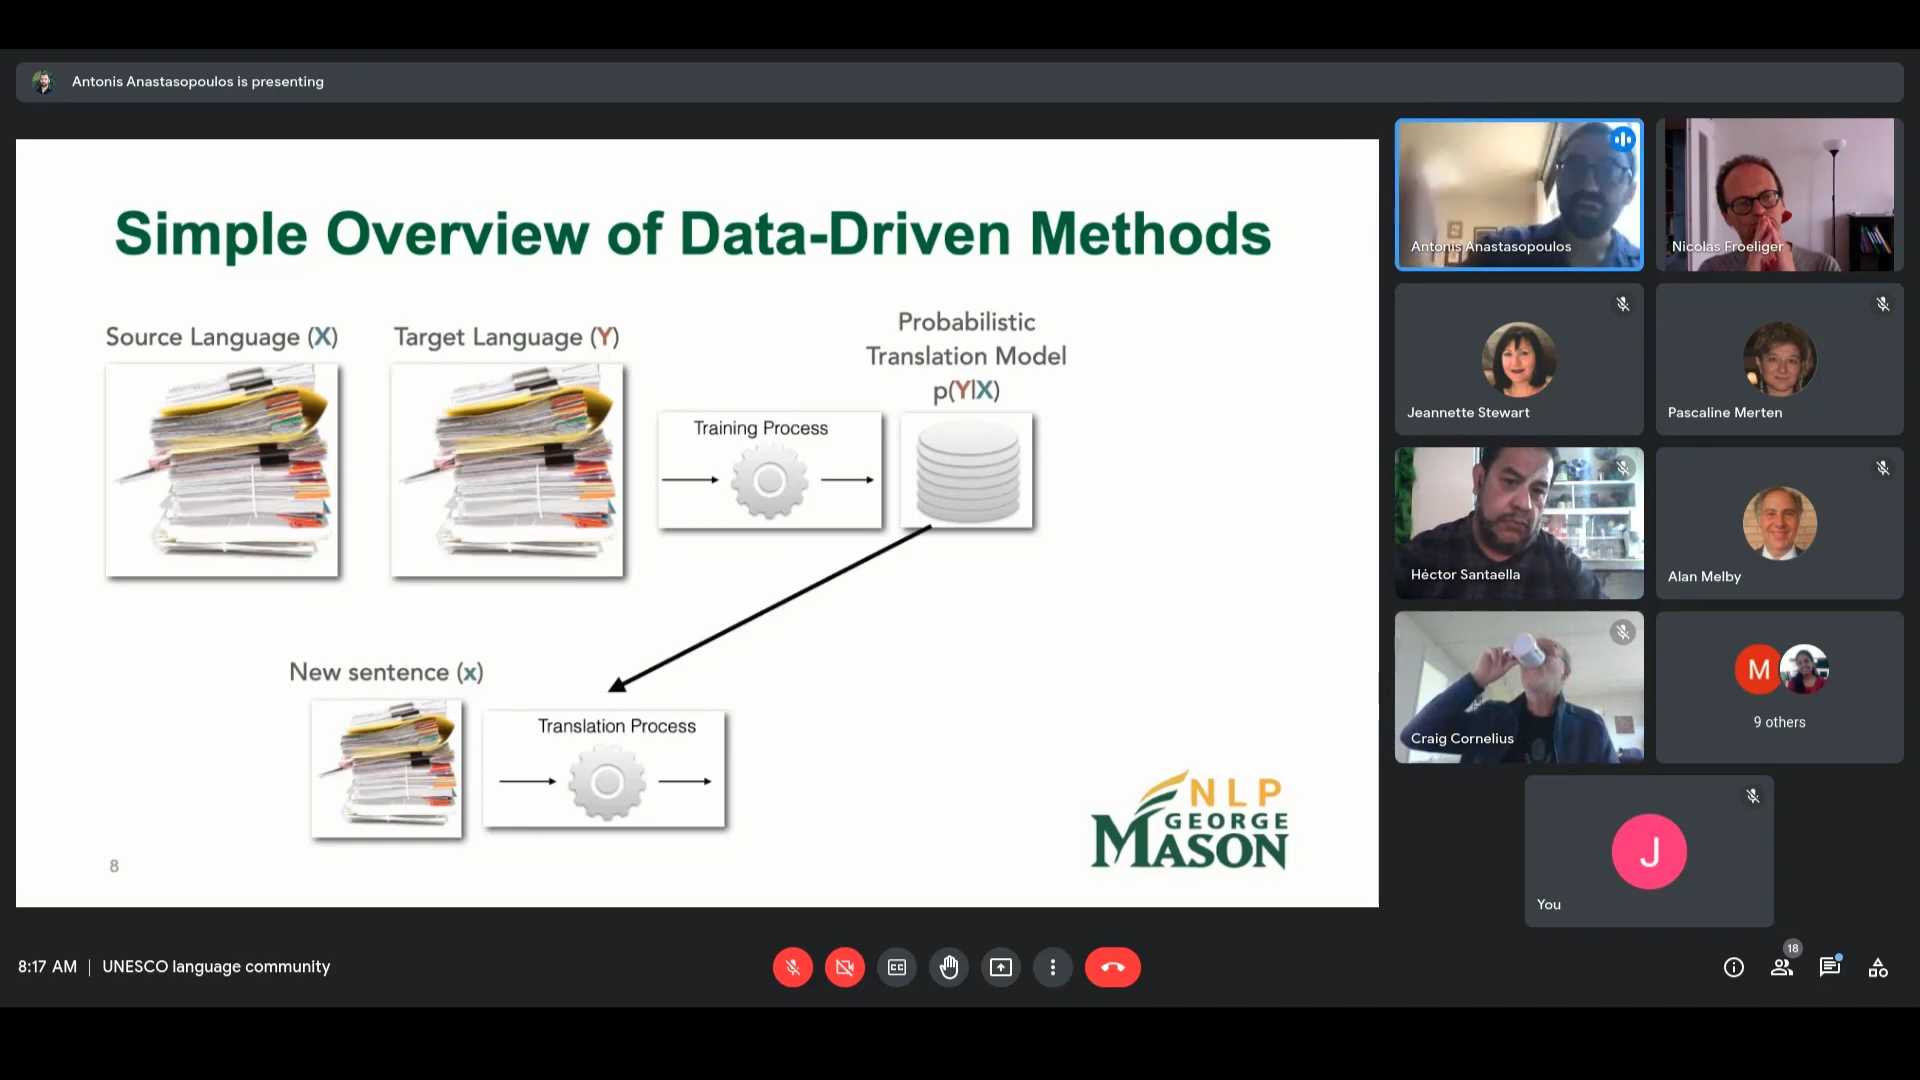 Antonis Anastasopoulos is presenting
Simple Overview of Data-Driven Methods
Source Language (X)
Target Language (Y)
Probabilistic
Translation Model
p(Y|X)
Training Process
New sentence (x)
Translation Process
NLP
GEORGE
MASON
8
Antonis Anastasopoulos
Nicolas Froeliger
Jeannette Stewart
Pascaline Merten
Héctor Santaella
Alan Melby
Craig Cornelius
M
9 others
J
You
8:17 AM | UNESCO language community
CC
18